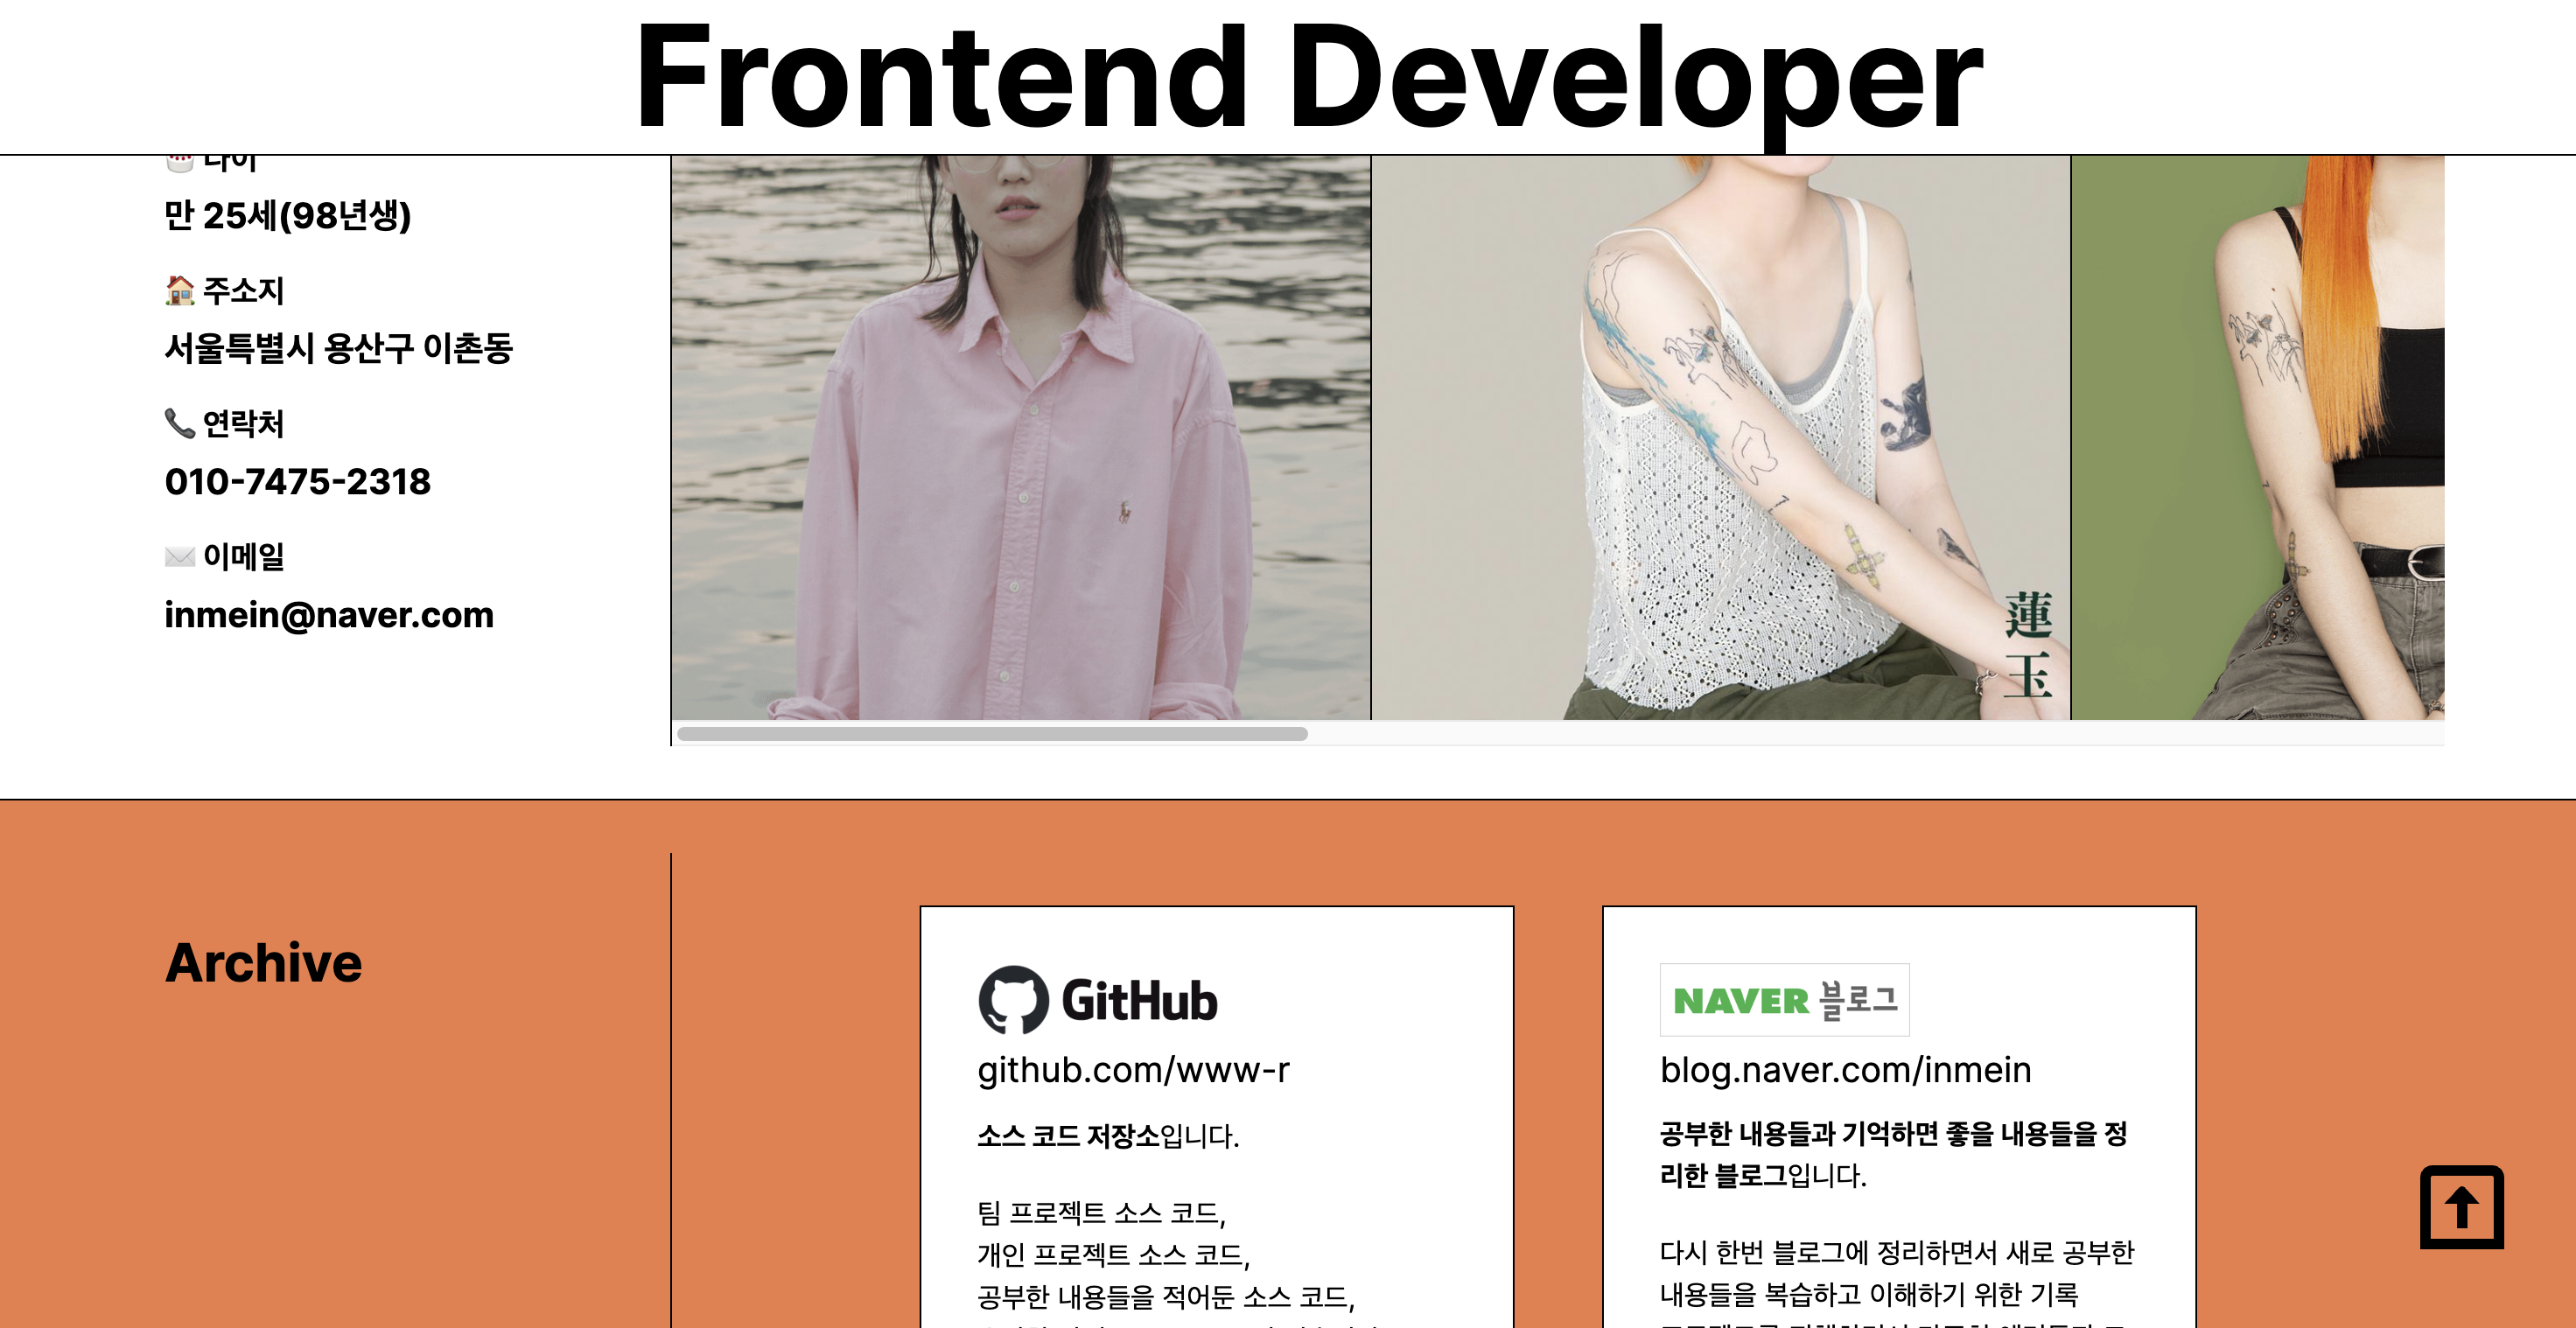 Frontend Developer
나이
만 25세(98년생)
주소지
서울특별시 용산구 이촌동
연락처
010-7475-2318
이메일
inmein@naver.com
蓮
玉
Archive
GitHub
github.com/www-r
소스 코드 저장소입니다.
팀 프로젝트 소스 코드,
개인 프로젝트 소스 코드,
공부한 내용들을 적어둔 소스 코드,
NAVER 블로그
blog.naver.com/inmein
공부한 내용들과 기억하면 좋을 내용들을 정
리한 블로그입니다.
다시 한번 블로그에 정리하면서 새로 공부한
내용들을 복습하고 이해하기 위한 기록